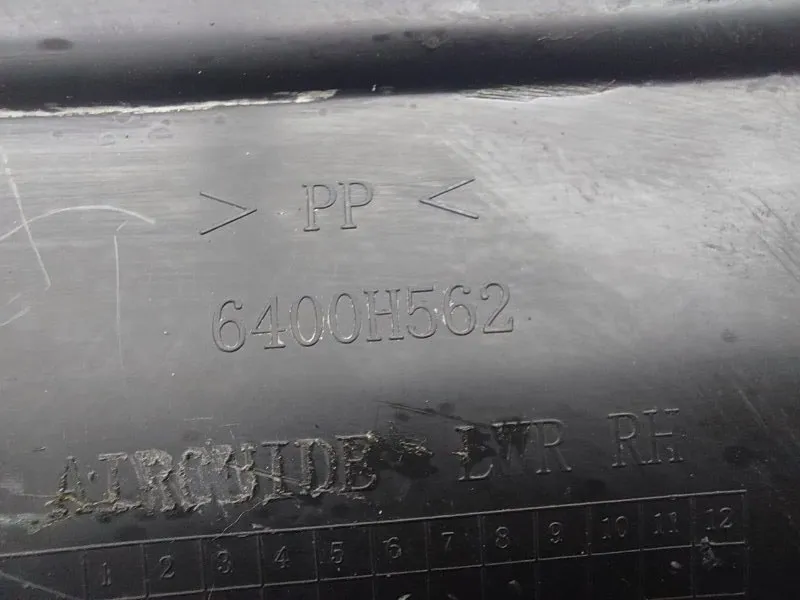 > PP <
6400H562
AIRGUIDE - LWR RH
1 2 3 4 5 6 7 8 9 10 11 12